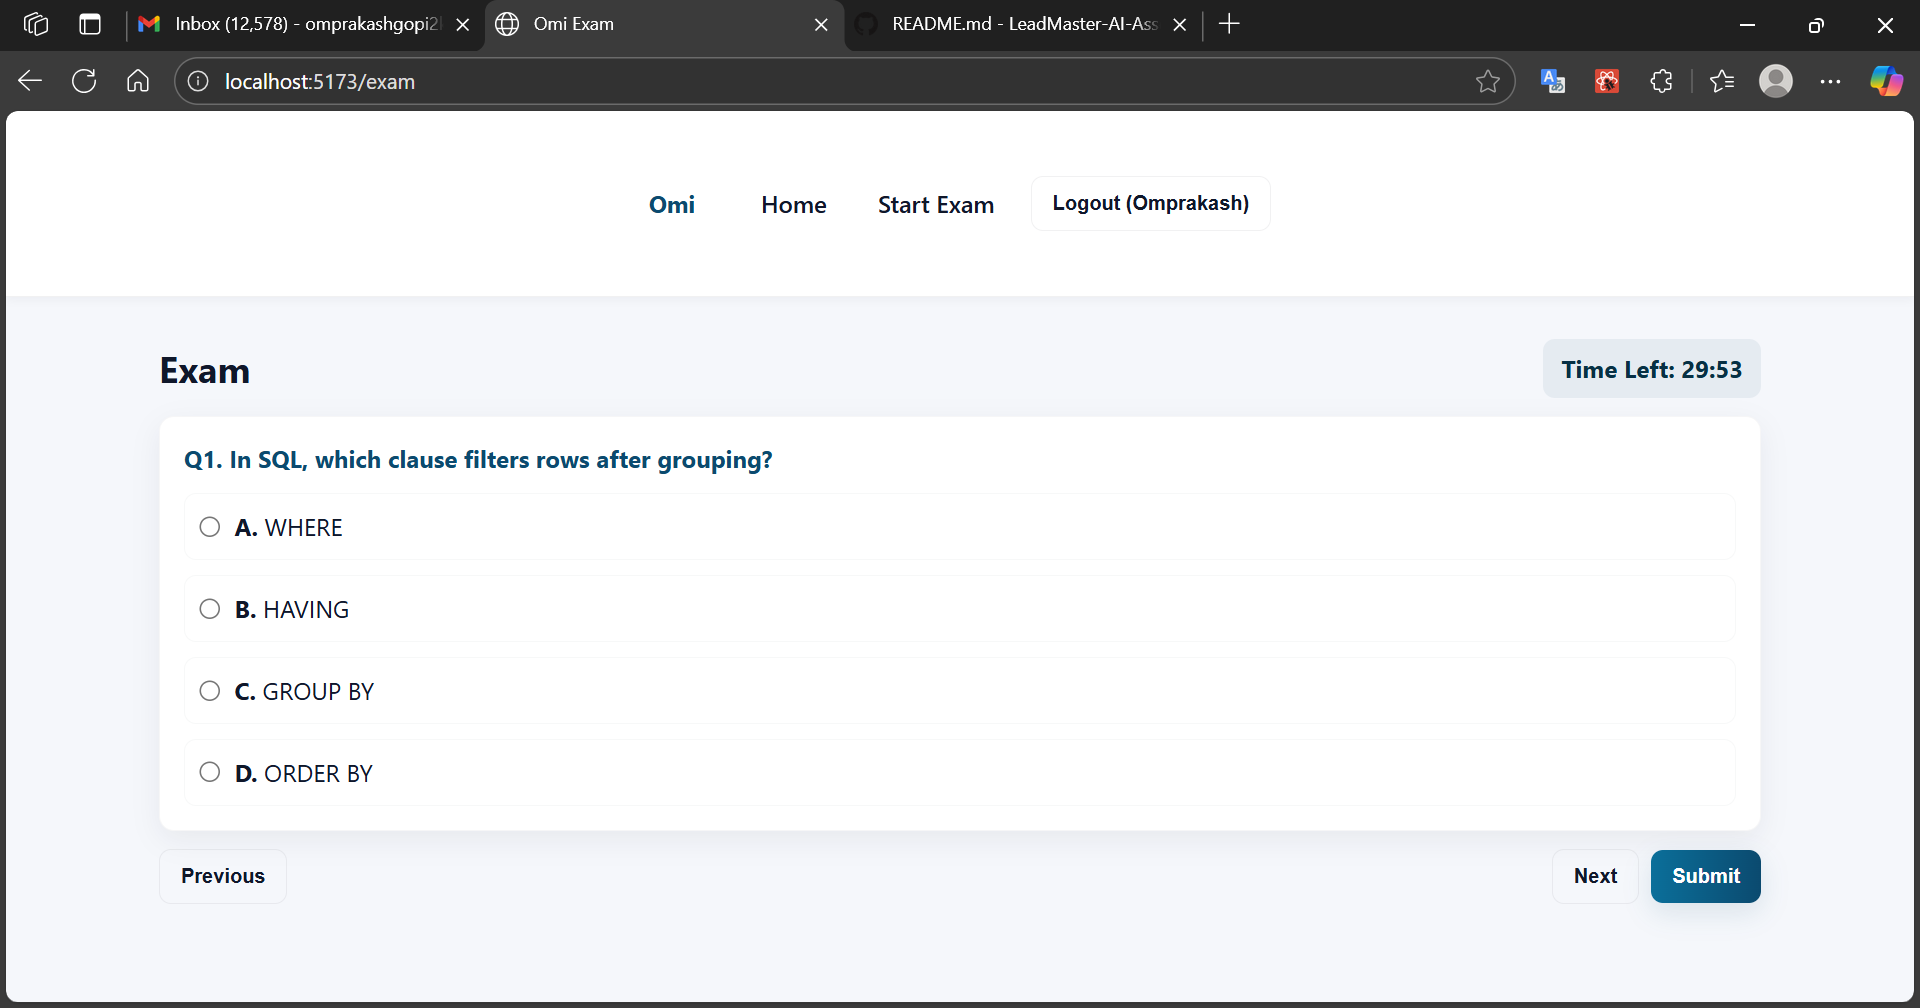 Inbox (12,578) - omprakashgopi2
Omi Exam
README.md - LeadMaster-AI-Ass
localhost:5173/exam
Omi
Home
Start Exam
Logout (Omprakash)
Exam
Time Left: 29:53
Q1. In SQL, which clause filters rows after grouping?
A. WHERE
B. HAVING
C. GROUP BY
D. ORDER BY
Previous
Next
Submit